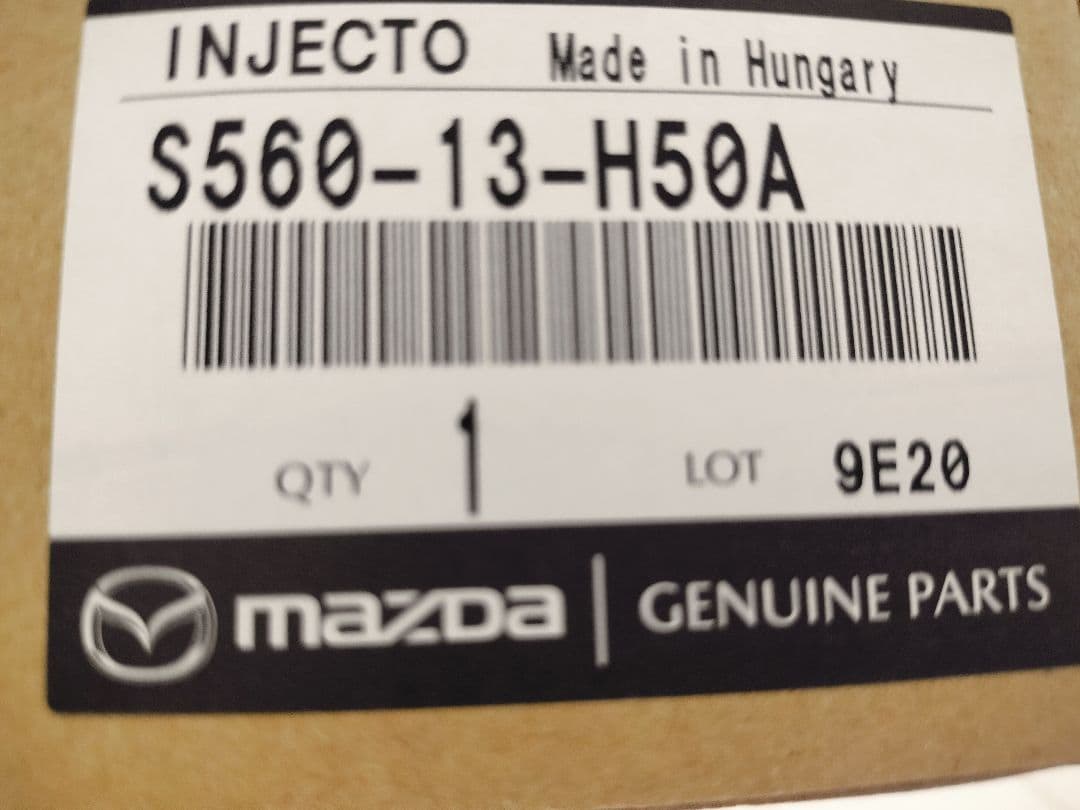 INJECTO Made in Hungary
S560-13-H50A
QTY 1 LOT 9E20
mazda | GENUINE PARTS